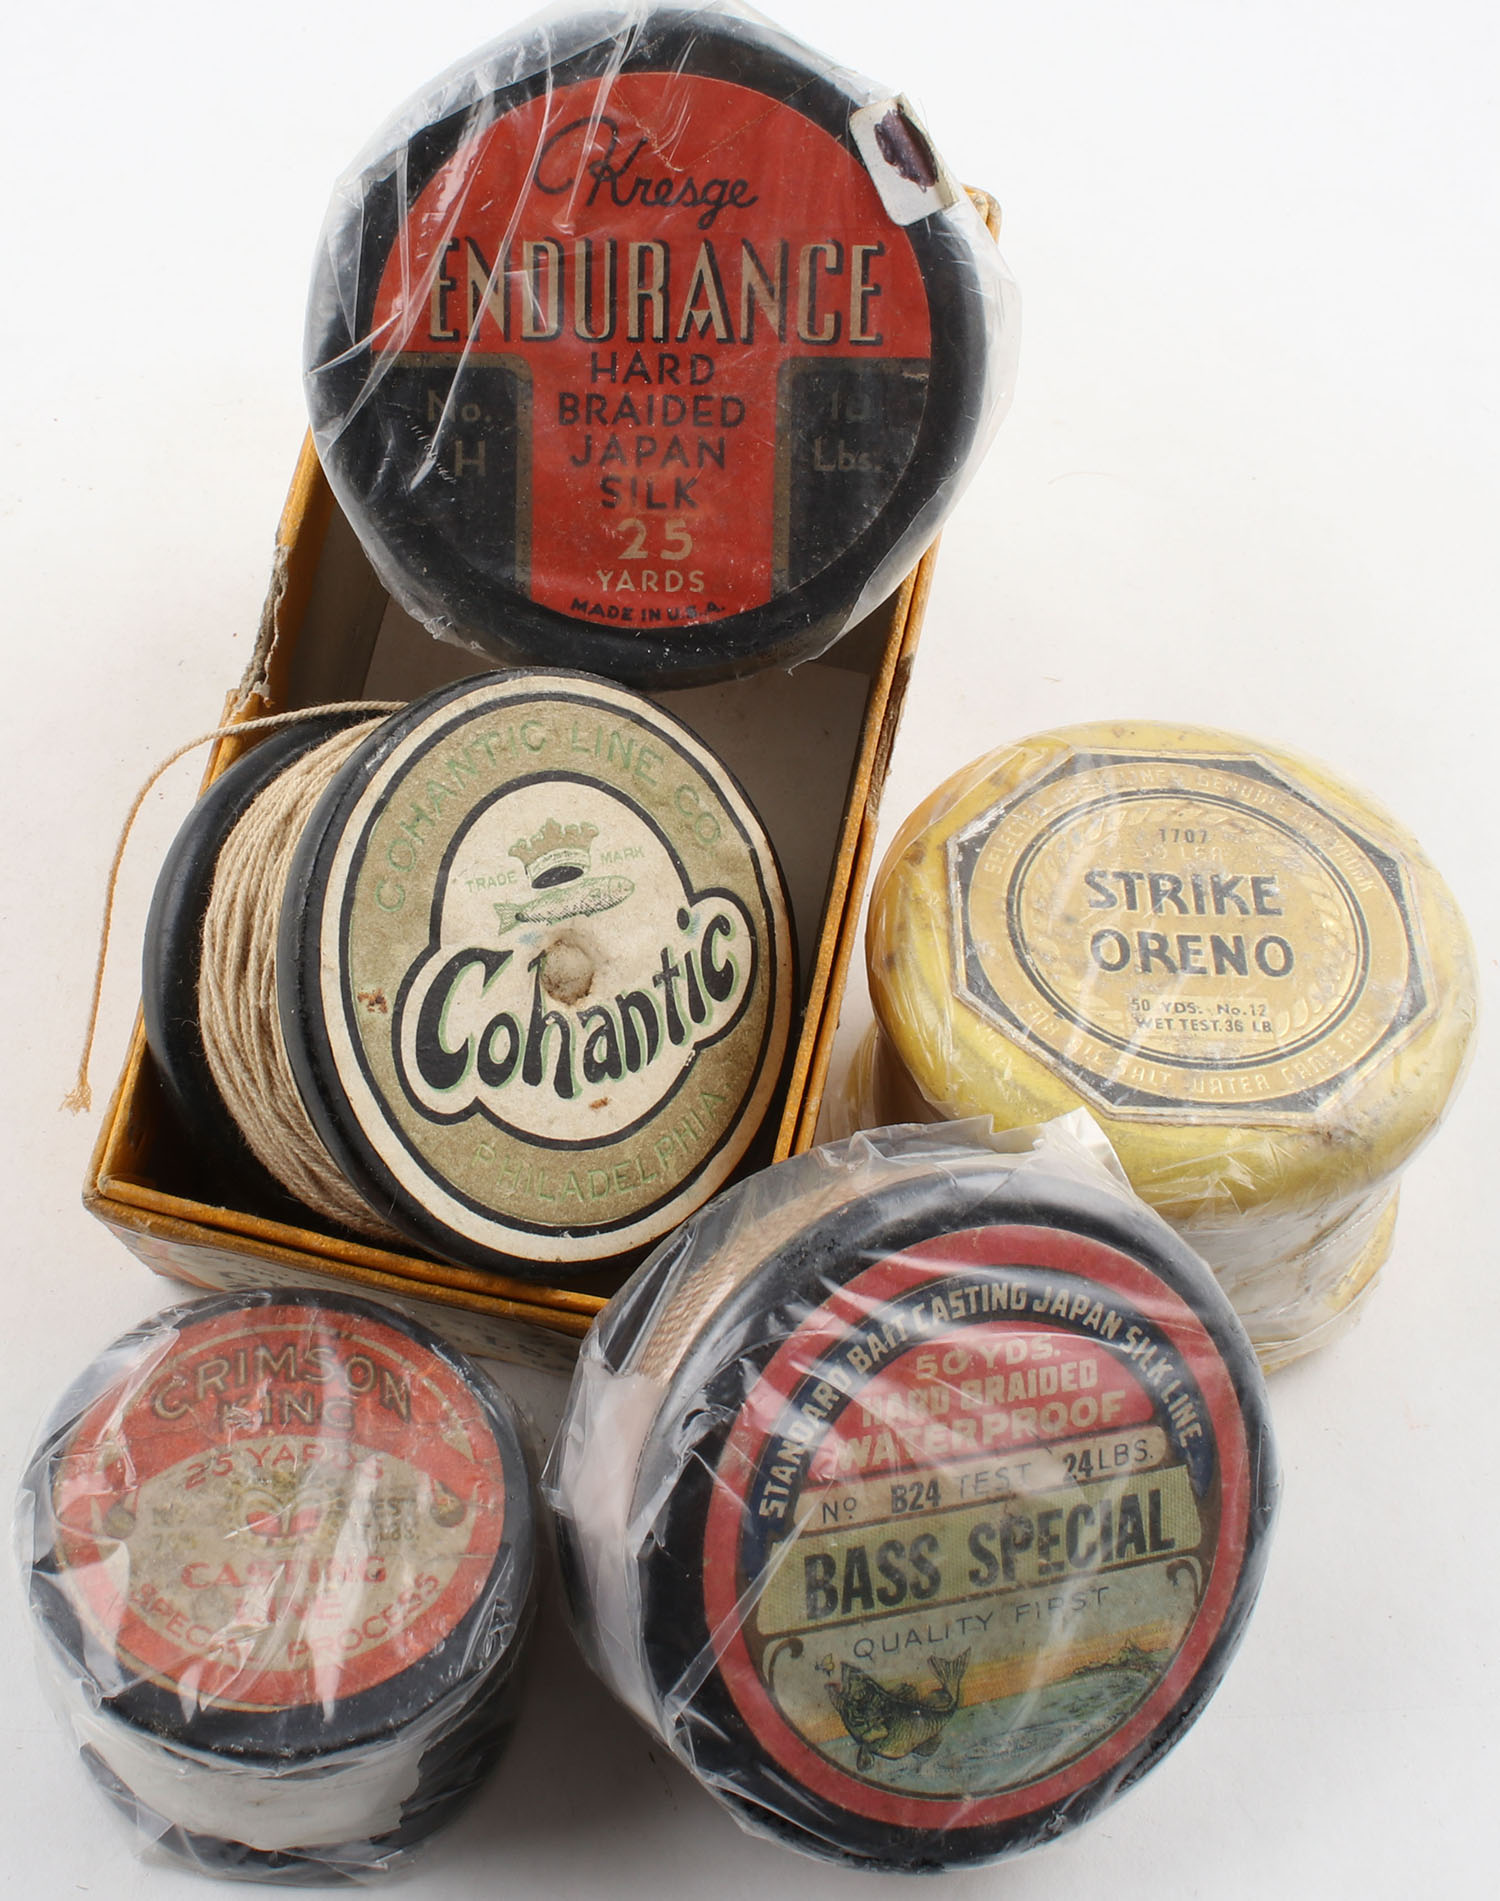 Kresge
ENDURANCE
HARD
BRAIDED
JAPAN
SILK
25
YARDS
MADE IN U.S.A.
No.
H
Lbs.
COHANTIC LINE CO.
TRADE MARK
Cohantic
PHILADELPHIA
1707
STRIKE
ORENO
50 YDS. No. 12
WET TEST. 36 LB
SALT WATER GAME FISH
CRIMSON
KING
25 YARDS
CASTING
LINE
SPECIAL PROCESS
STANDARD BAIT CASTING JAPAN SILK LINE
50 YDS.
HARD BRAIDED
WATERPROOF
No B24 TEST 24 LBS.
BASS SPECIAL
QUALITY FIRST